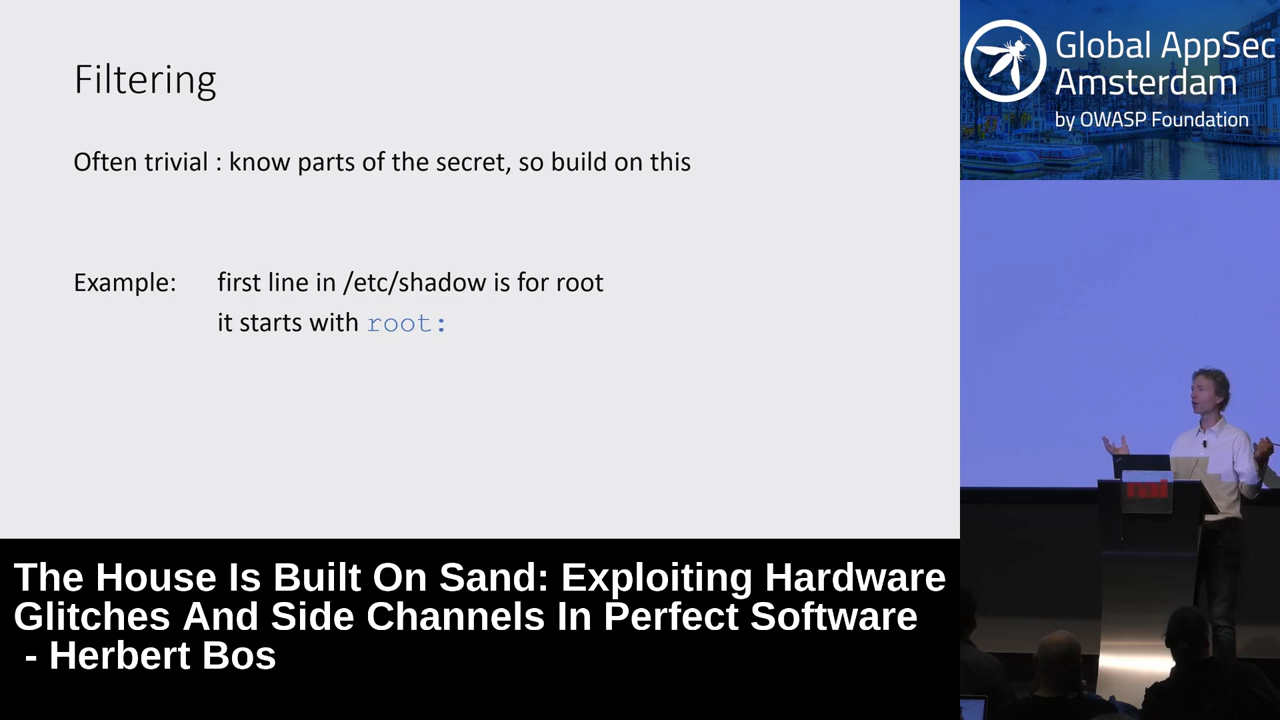 Filtering
Often trivial : know parts of the secret, so build on this
Example: first line in /etc/shadow is for root
it starts with root:
Global AppSec
Amsterdam
by OWASP Foundation
rai
The House Is Built On Sand: Exploiting Hardware
Glitches And Side Channels In Perfect Software
- Herbert Bos